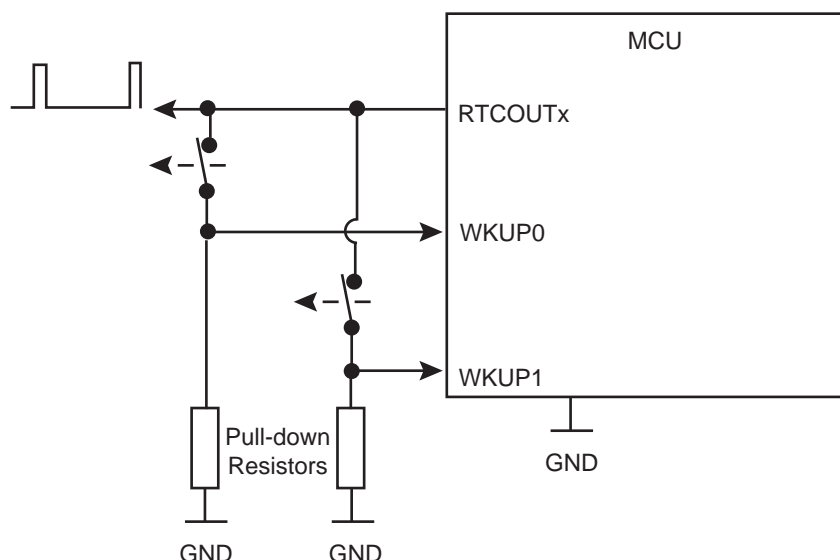 MCU
RTCOUTx
WKUP0
WKUP1
Pull-down
Resistors
GND
GND
GND